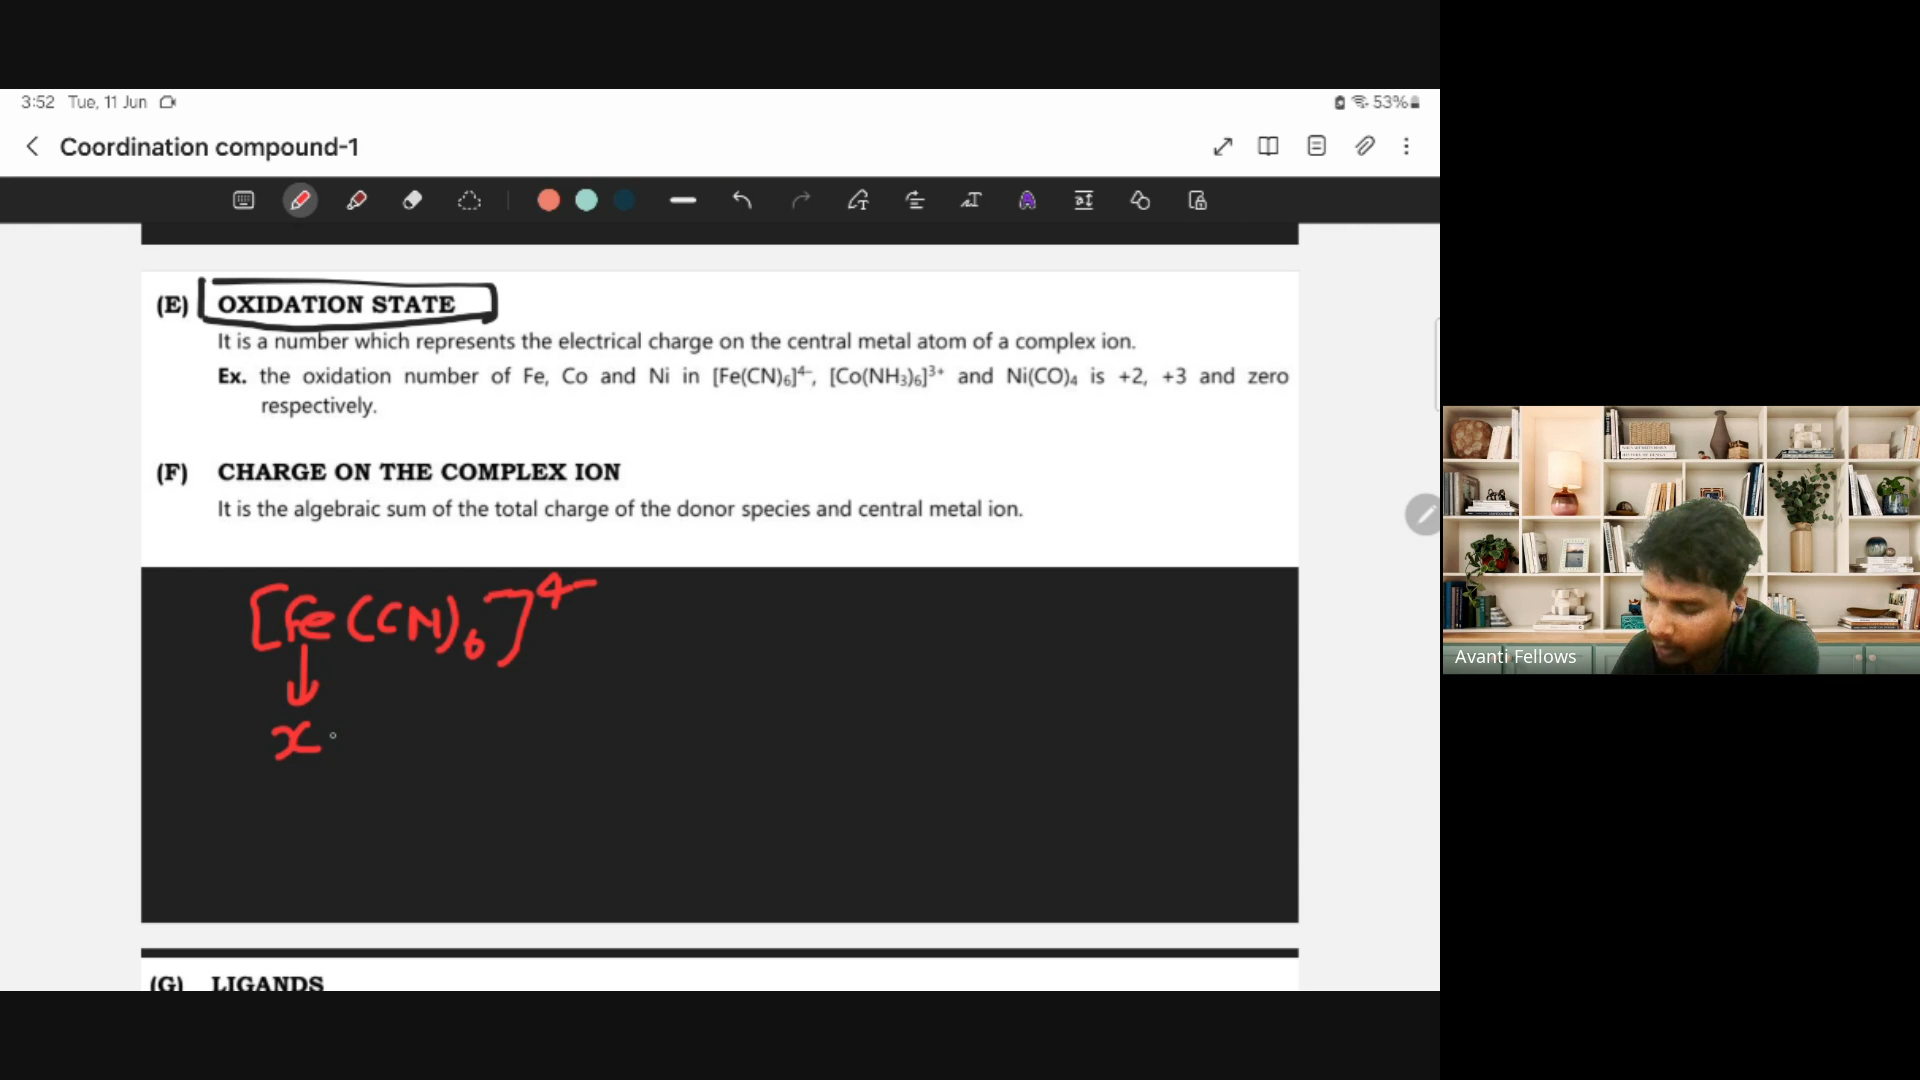 3:52 Tue, 11 Jun
53%
Coordination compound-1
(E) OXIDATION STATE
It is a number which represents the electrical charge on the central metal atom of a complex ion.
Ex. the oxidation number of Fe, Co and Ni in [Fe(CN)₆]⁴⁻, [Co(NH₃)₆]³⁺ and Ni(CO)₄ is +2, +3 and zero
respectively.
(F) CHARGE ON THE COMPLEX ION
It is the algebraic sum of the total charge of the donor species and central metal ion.
[Fe(CN)₆]⁴⁻
↓
x
(G) LIGANDS
Avanti Fellows